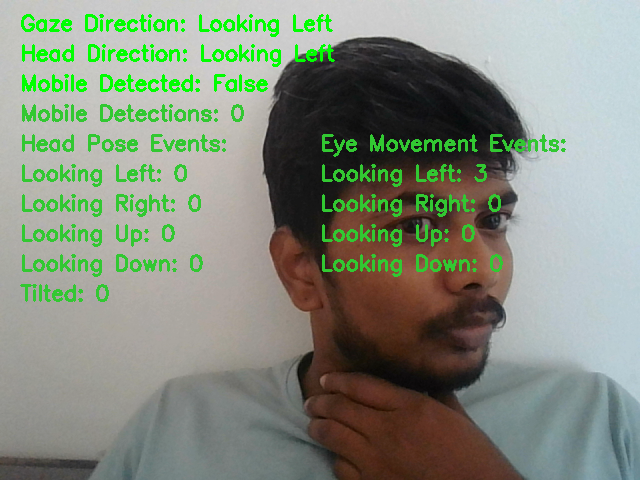 Gaze Direction: Looking Left
Head Direction: Looking Left
Mobile Detected: False
Mobile Detections: 0
Head Pose Events:
Looking Left: 0
Looking Right: 0
Looking Up: 0
Looking Down: 0
Tilted: 0
Eye Movement Events:
Looking Left: 3
Looking Right: 0
Looking Up: 0
Looking Down: 0